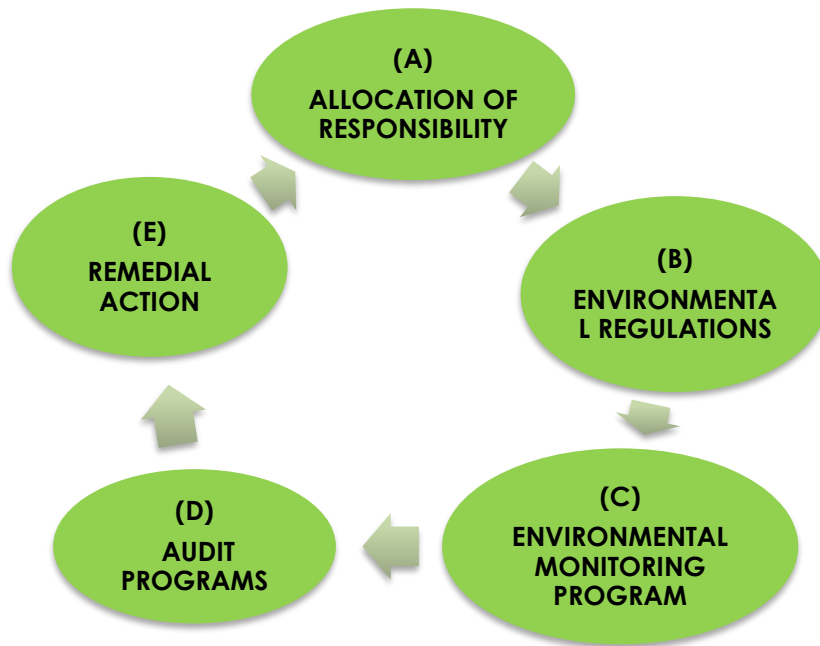 (A)
ALLOCATION OF
RESPONSIBILITY
(B)
ENVIRONMENTA
L REGULATIONS
(C)
ENVIRONMENTAL
MONITORING
PROGRAM
(D)
AUDIT
PROGRAMS
(E)
REMEDIAL
ACTION